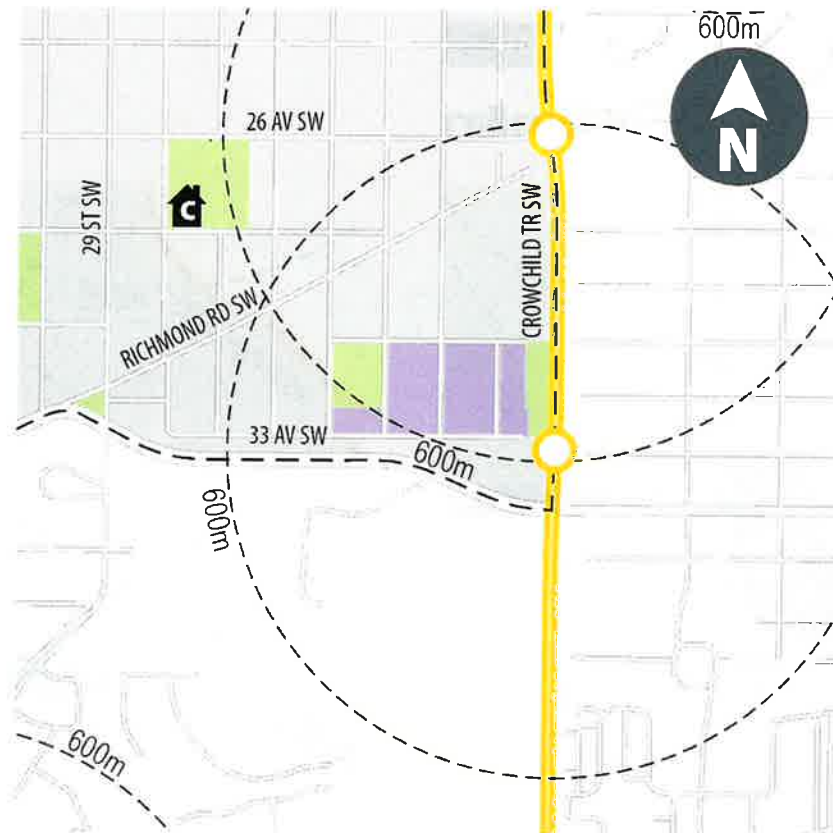 600m
N
26 AV SW
C
29 ST SW
CROWCHILD TR SW
RICHMOND RD SW
33 AV SW
600m
600m
600m